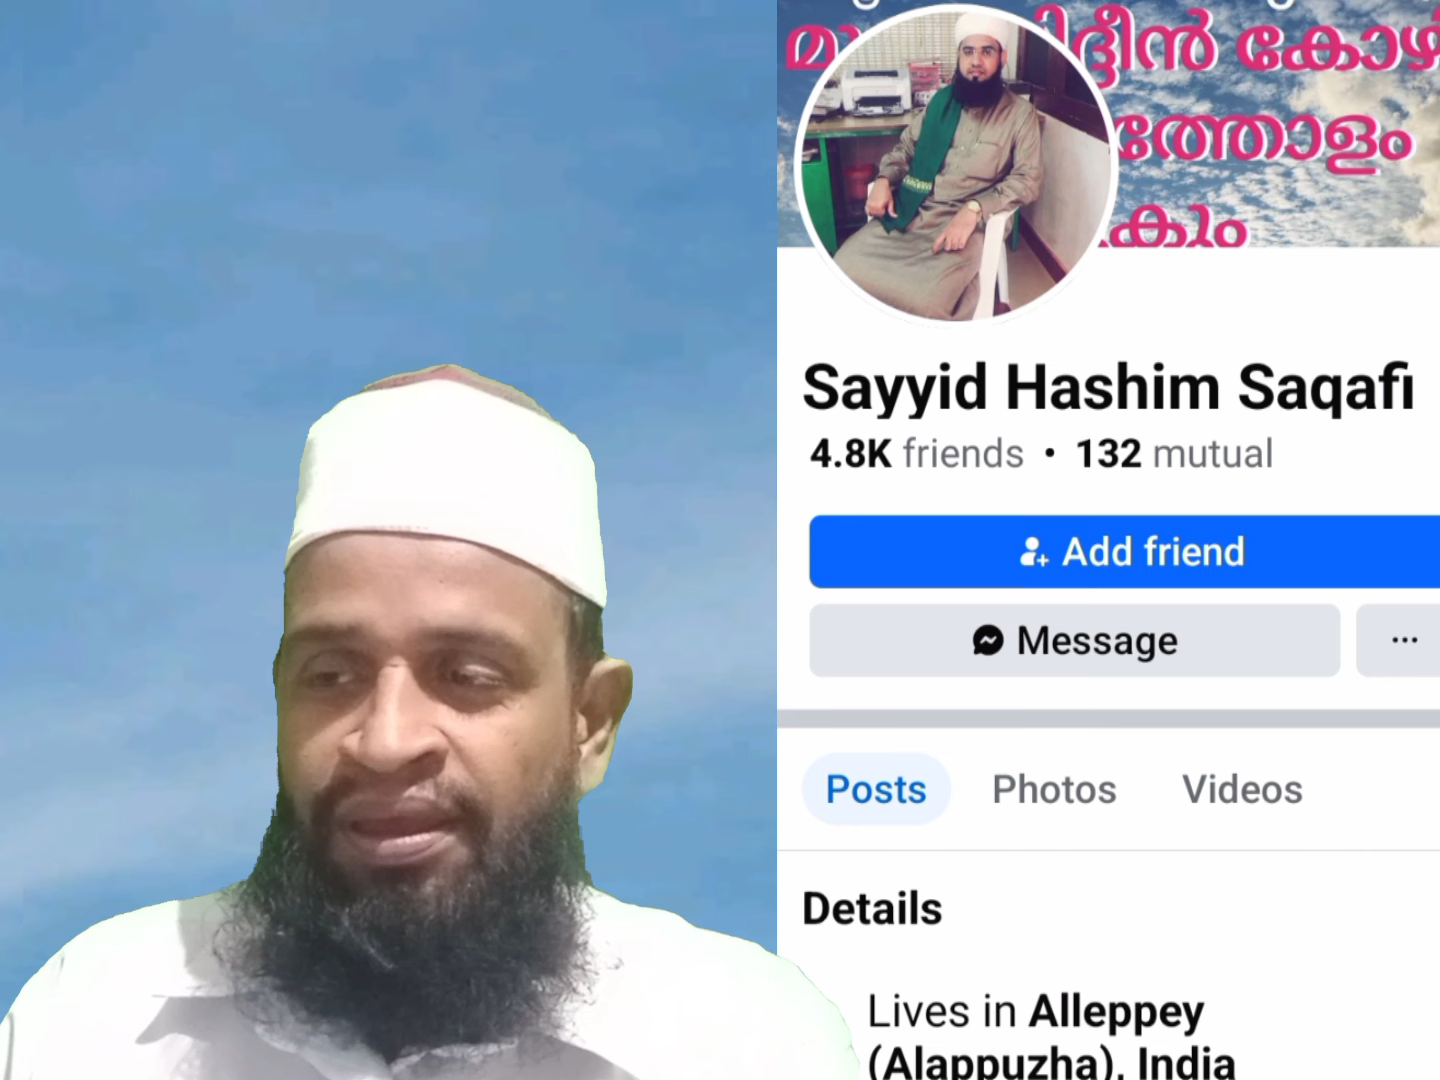 ിദ്ദീൻ കോഴി
ത്തോളം
കും
Sayyid Hashim Saqafi
4.8K friends • 132 mutual
Add friend
Message
Posts Photos Videos
Details
Lives in Alleppey
(Alappuzha), India